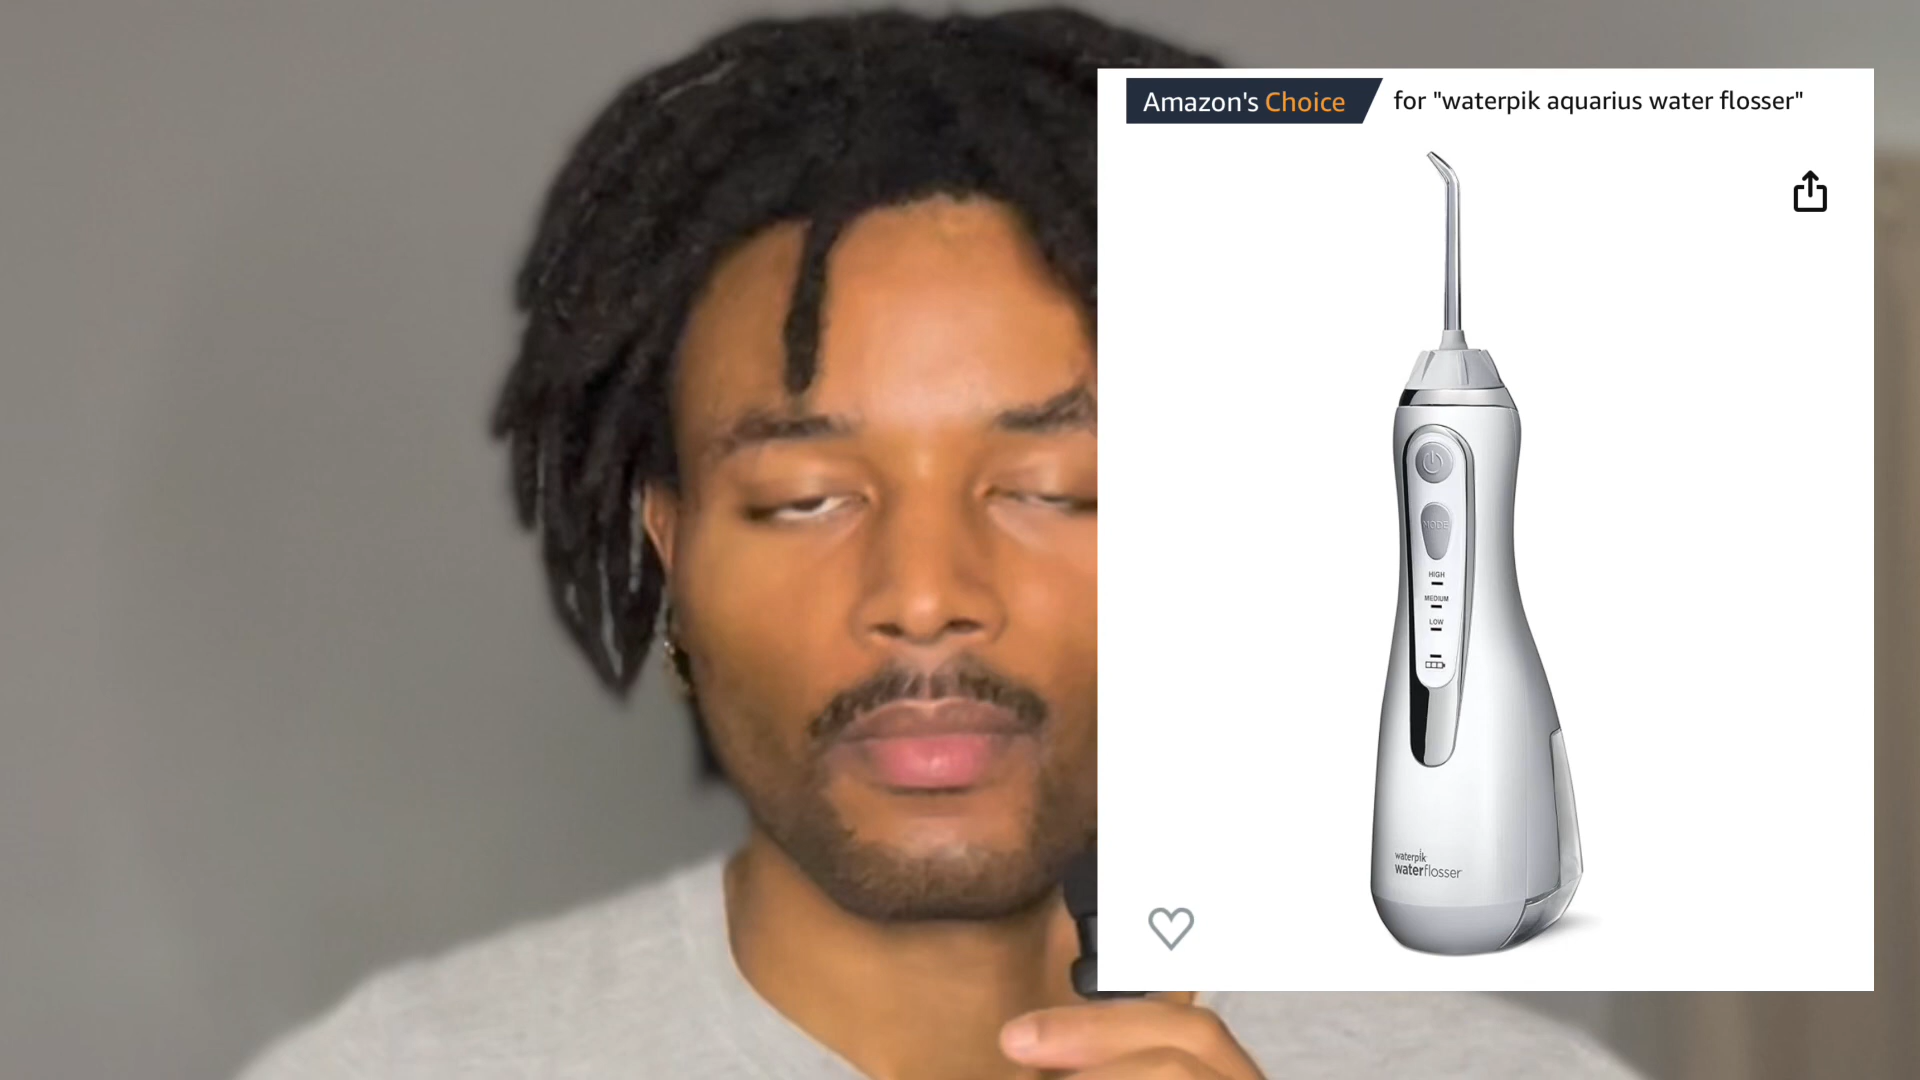 Amazon's Choice for "waterpik aquarius water flosser"
MODE
HIGH
MEDIUM
LOW
waterpik
waterflosser